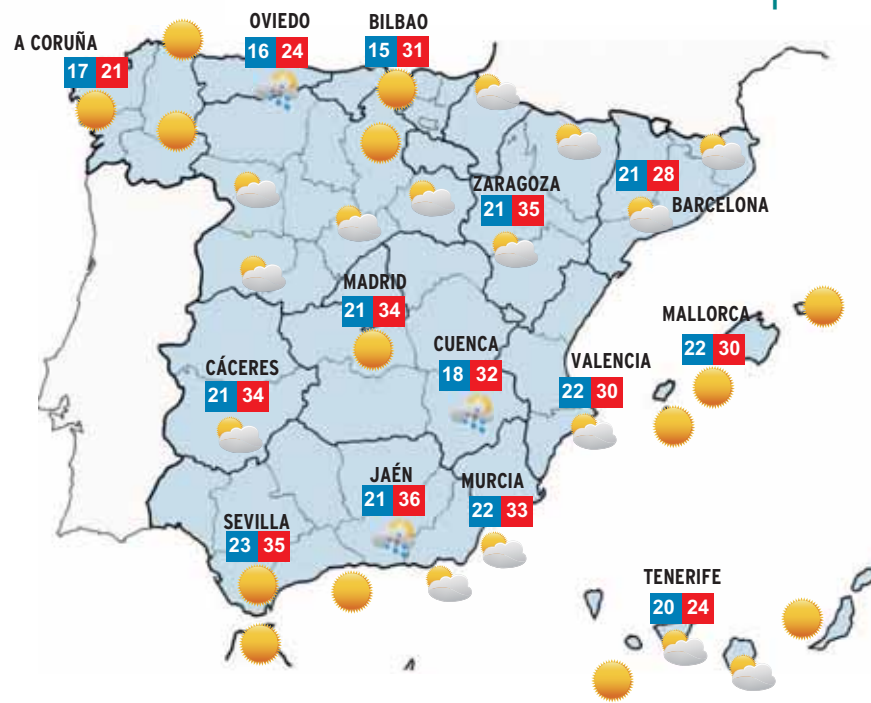 OVIEDO
16 24
BILBAO
15 31
A CORUÑA
17 21
ZARAGOZA
21 35
21 28
BARCELONA
MADRID
21 34
MALLORCA
22 30
CUENCA
18 32
VALENCIA
22 30
CÁCERES
21 34
JAÉN
21 36
MURCIA
22 33
SEVILLA
23 35
TENERIFE
20 24